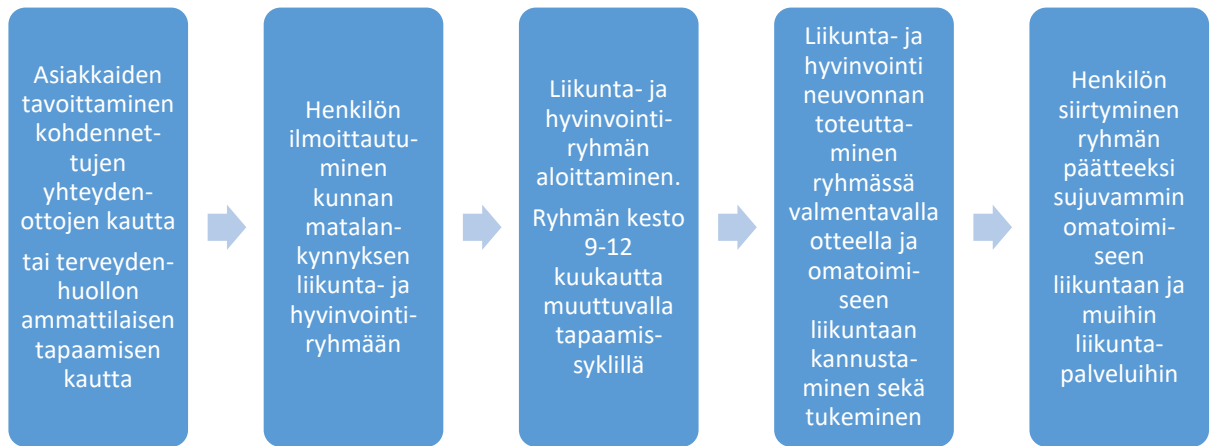 Asiakkaiden
tavoittaminen
kohdennet-
tujen
yhteyden-
ottojen kautta
tai terveyden-
huollon
ammattilaisen
tapaamisen
kautta
Henkilön
ilmoittautu-
minen
kunnan
matalan-
kynnyksen
liikunta- ja
hyvinvointi-
ryhmään
Liikunta- ja
hyvinvointi-
ryhmän
aloittaminen.
Ryhmän kesto
9-12
kuukautta
muuttuvalla
tapaamis-
syklillä
Liikunta- ja
hyvinvointi
neuvonnan
toteutta-
minen
ryhmässä
valmentavalla
otteella ja
omatoimi-
seen
liikuntaan
kannusta-
minen sekä
tukeminen
Henkilön
siirtyminen
ryhmän
päätteeksi
sujuvammin
omatoimi-
seen
liikuntaan ja
muihin
liikunta-
palveluihin